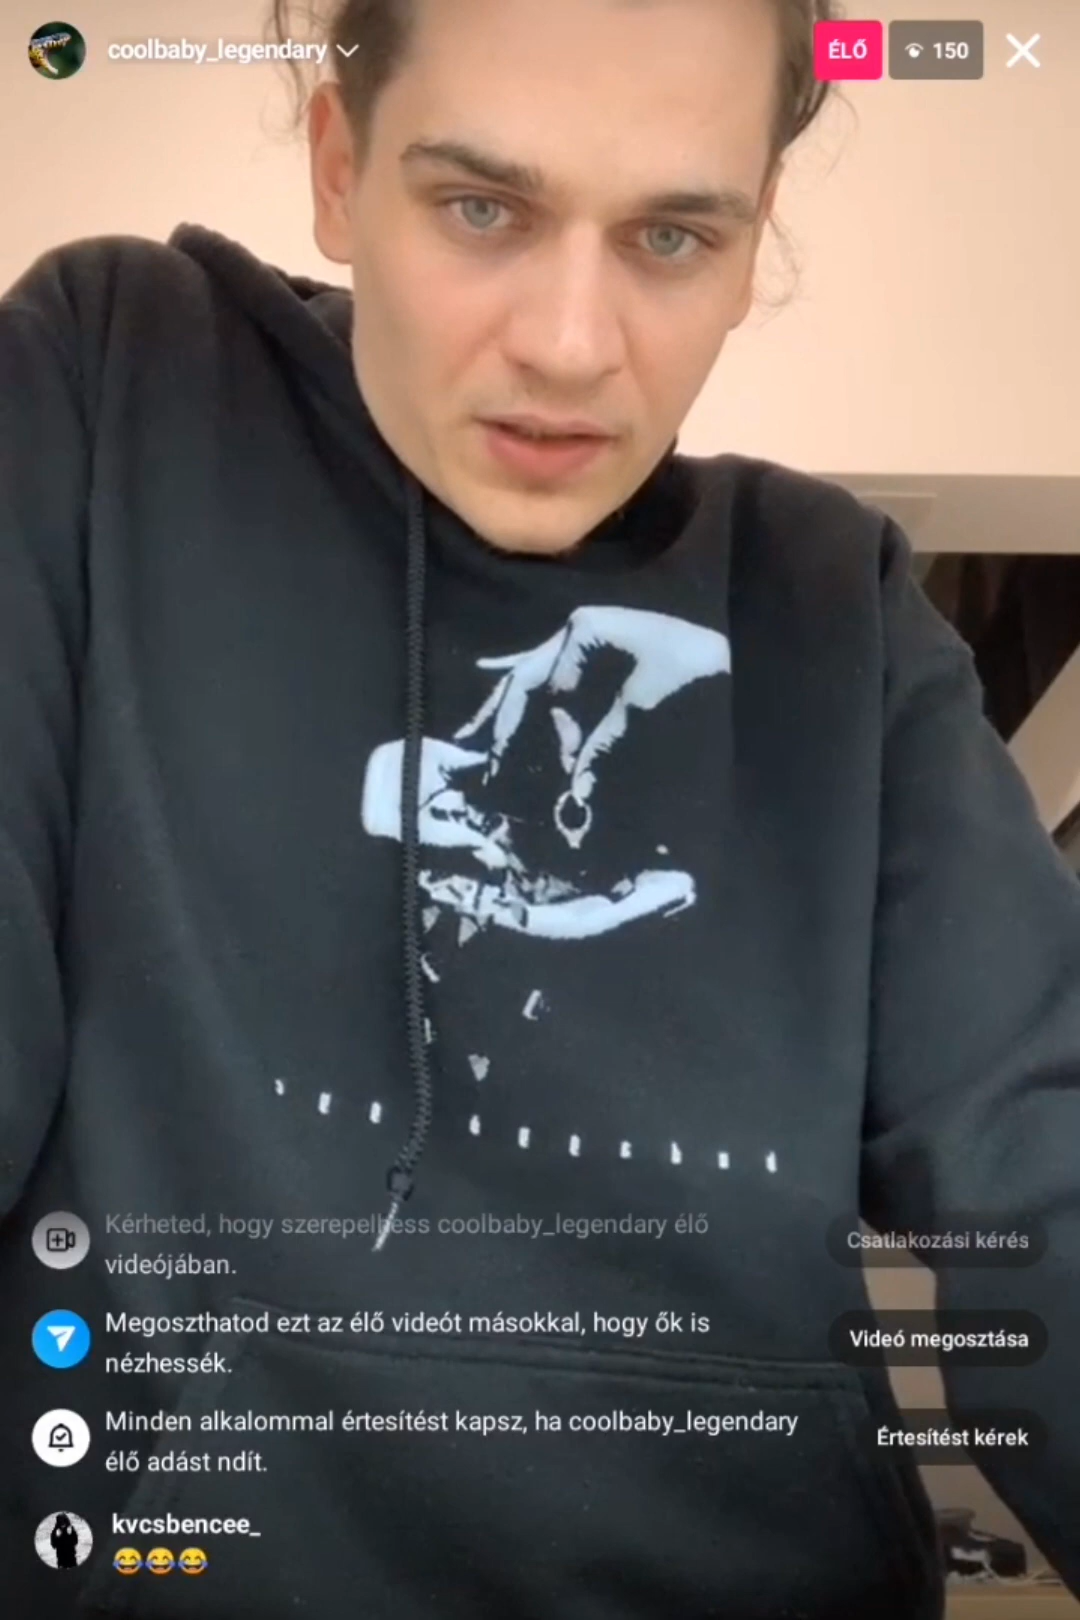 coolbaby_legendary
ÉLŐ
150
Kérheted, hogy szerepelhess coolbaby_legendary élő
videójában.
Csatlakozási kérés
Megoszthatod ezt az élő videót másokkal, hogy ők is
nézhessék.
Videó megosztása
Minden alkalommal értesítést kapsz, ha coolbaby_legendary
élő adást ndít.
Értesítést kérek
kvcsbencee_
😂😂😂